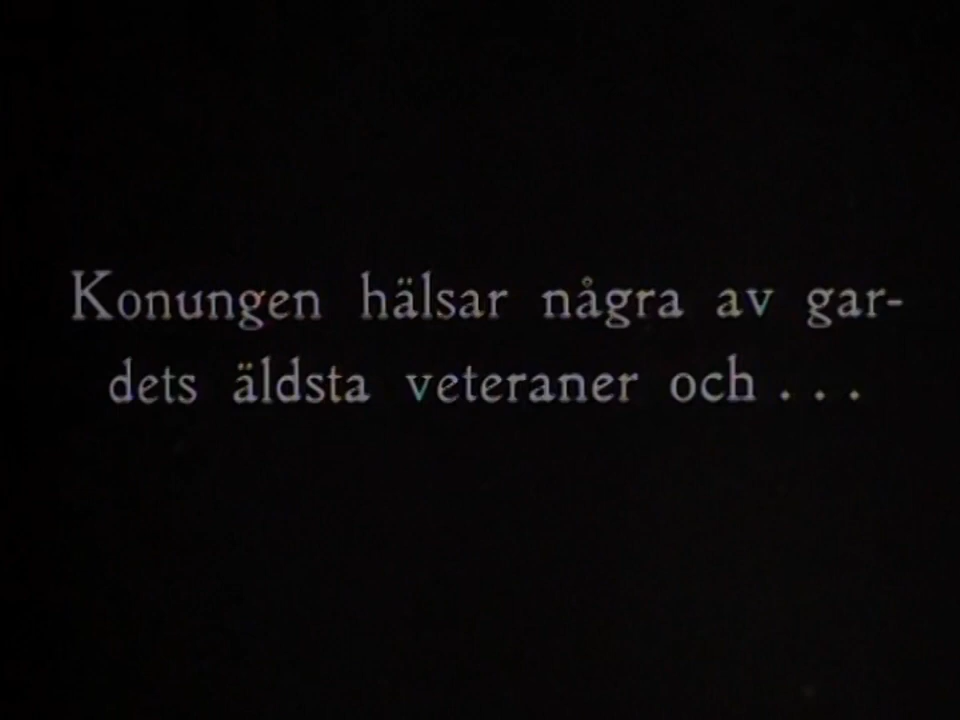 Konungen hälsar några av gar-
dets äldsta veteraner och . . .